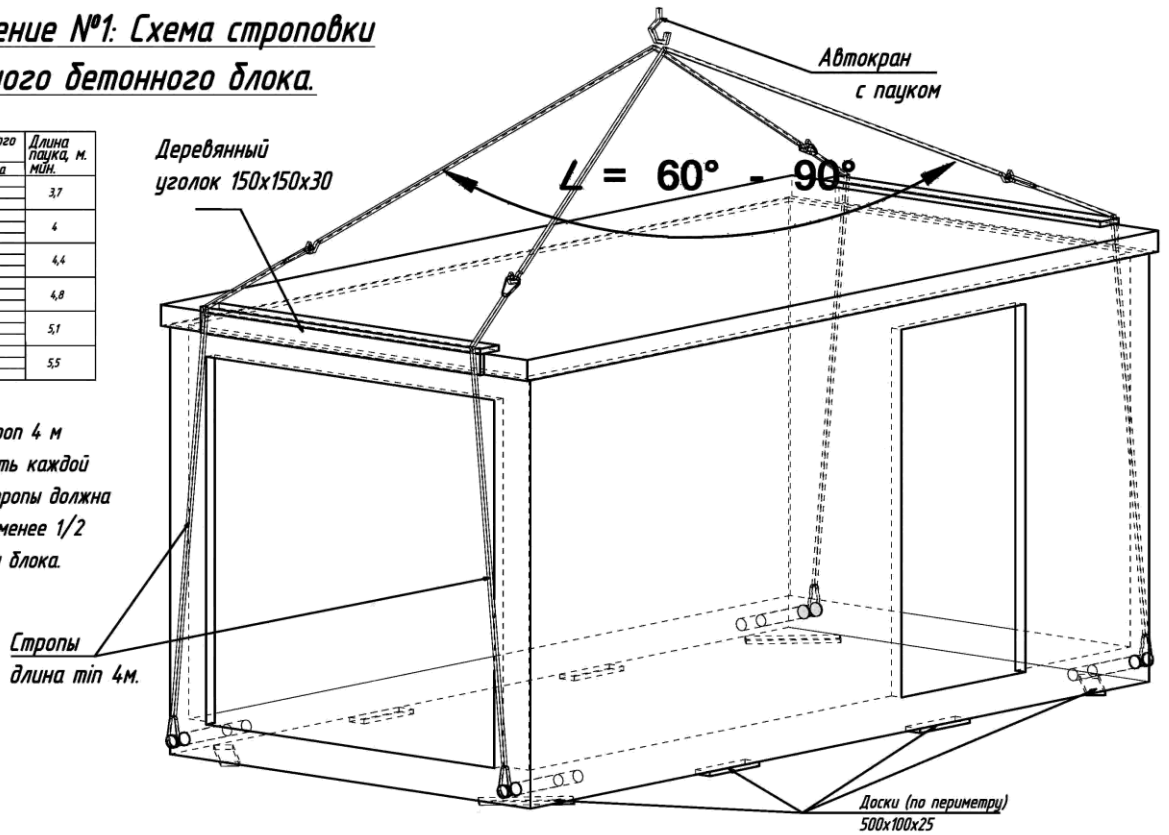 ение №1: Схема строповки
ного бетонного блока.
Автокран
с пауком
ого
Длина
паука, м.
мин.
а
3,7
4
4,4
4,8
5,1
5,5
Деревянный
уголок 150х150х30
∠ = 60° - 90°
роп 4 м
ть каждой
ропы должна
менее 1/2
блока.
Стропы
длина min 4м.
Доски (по периметру)
500х100х25